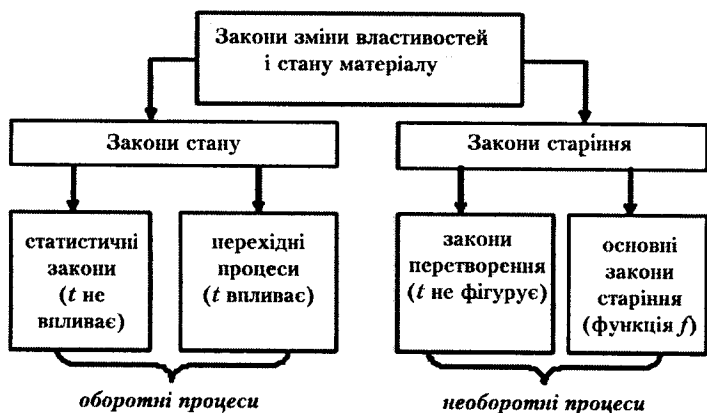 Закони зміни властивостей
і стану матеріалу
Закони стану
Закони старіння
статистичні
закони
(t не
впливає)
перехідні
процеси
(t впливає)
закони
перетворення
(t не фігурує)
основні
закони
старіння
(функція f)
оборотні процеси
необоротні процеси